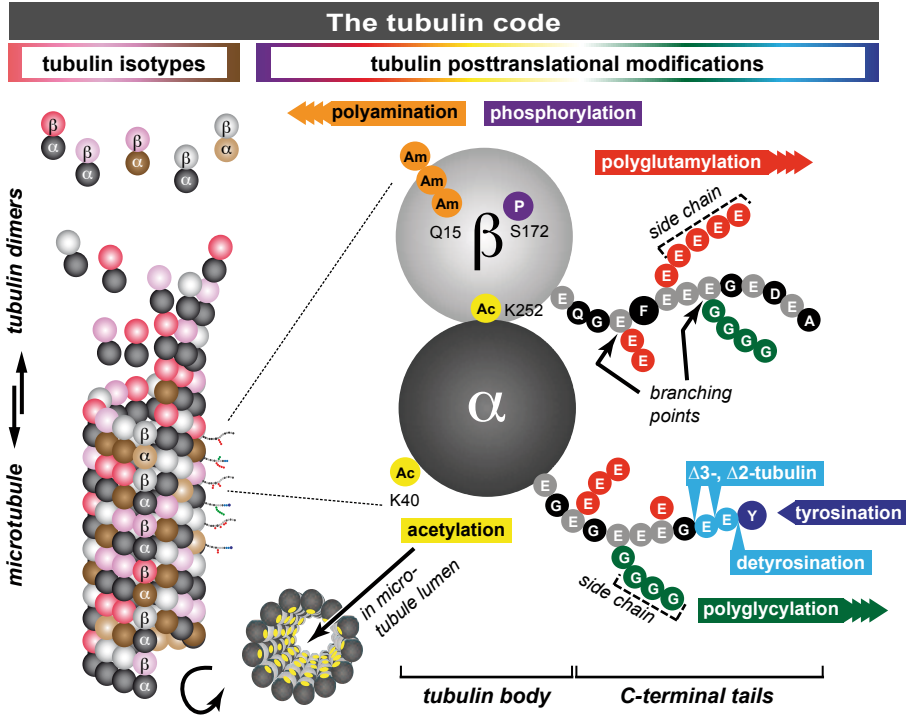 The tubulin code
tubulin isotypes
tubulin posttranslational modifications
polyamination
phosphorylation
polyglutamylation
β
α
β
α
β
α
β
α
β
α
Am
Am
Am
Q15
P
S172
β
Ac
K252
side chain
E
E
E
E
E
E
Q
G
E
F
E
E
E
G
E
D
E
A
E
E
G
G
G
G
branching
points
α
Ac
K40
acetylation
in micro-
tubule lumen
E
G
E
G
E
E
E
G
E
E
Y
E
E
E
E
G
G
G
G
side chain
Δ3-, Δ2-tubulin
tyrosination
detyrosination
polyglycylation
tubulin dimers
microtubule
β
α
β
α
β
α
β
α
β
α
tubulin body
C-terminal tails